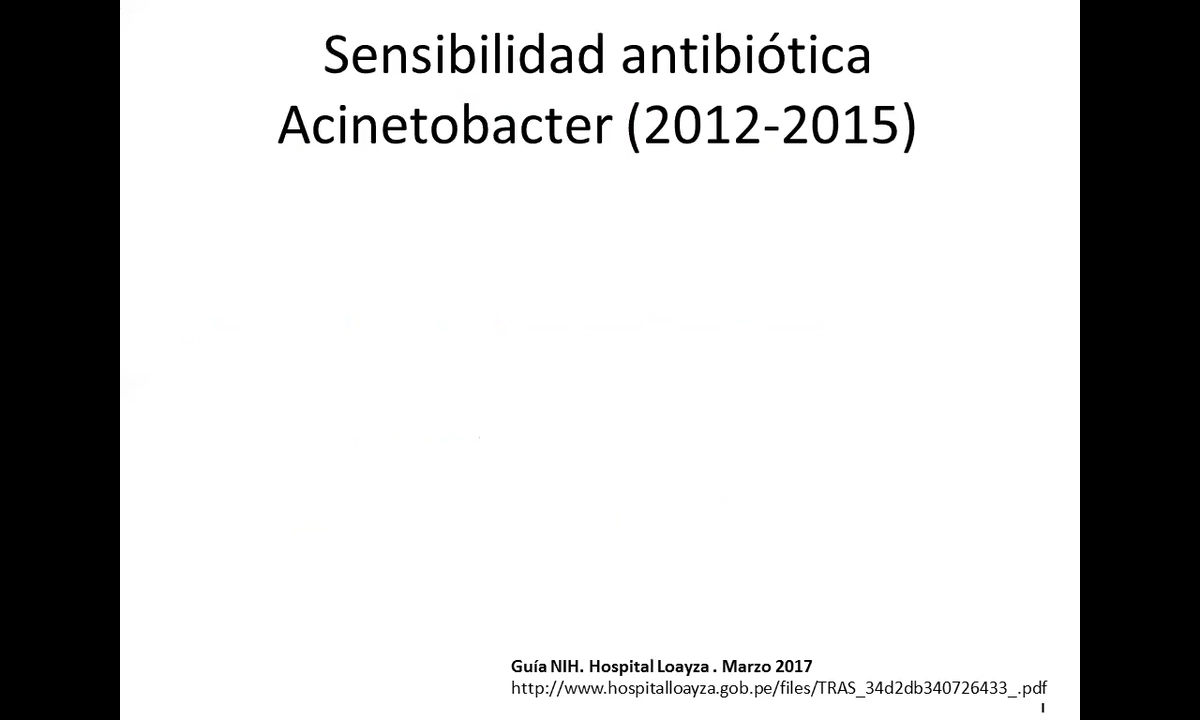 Sensibilidad antibiótica
Acinetobacter (2012-2015)
Guía NIH. Hospital Loayza . Marzo 2017
http://www.hospitalloayza.gob.pe/files/TRAS_34d2db340726433_.pdf